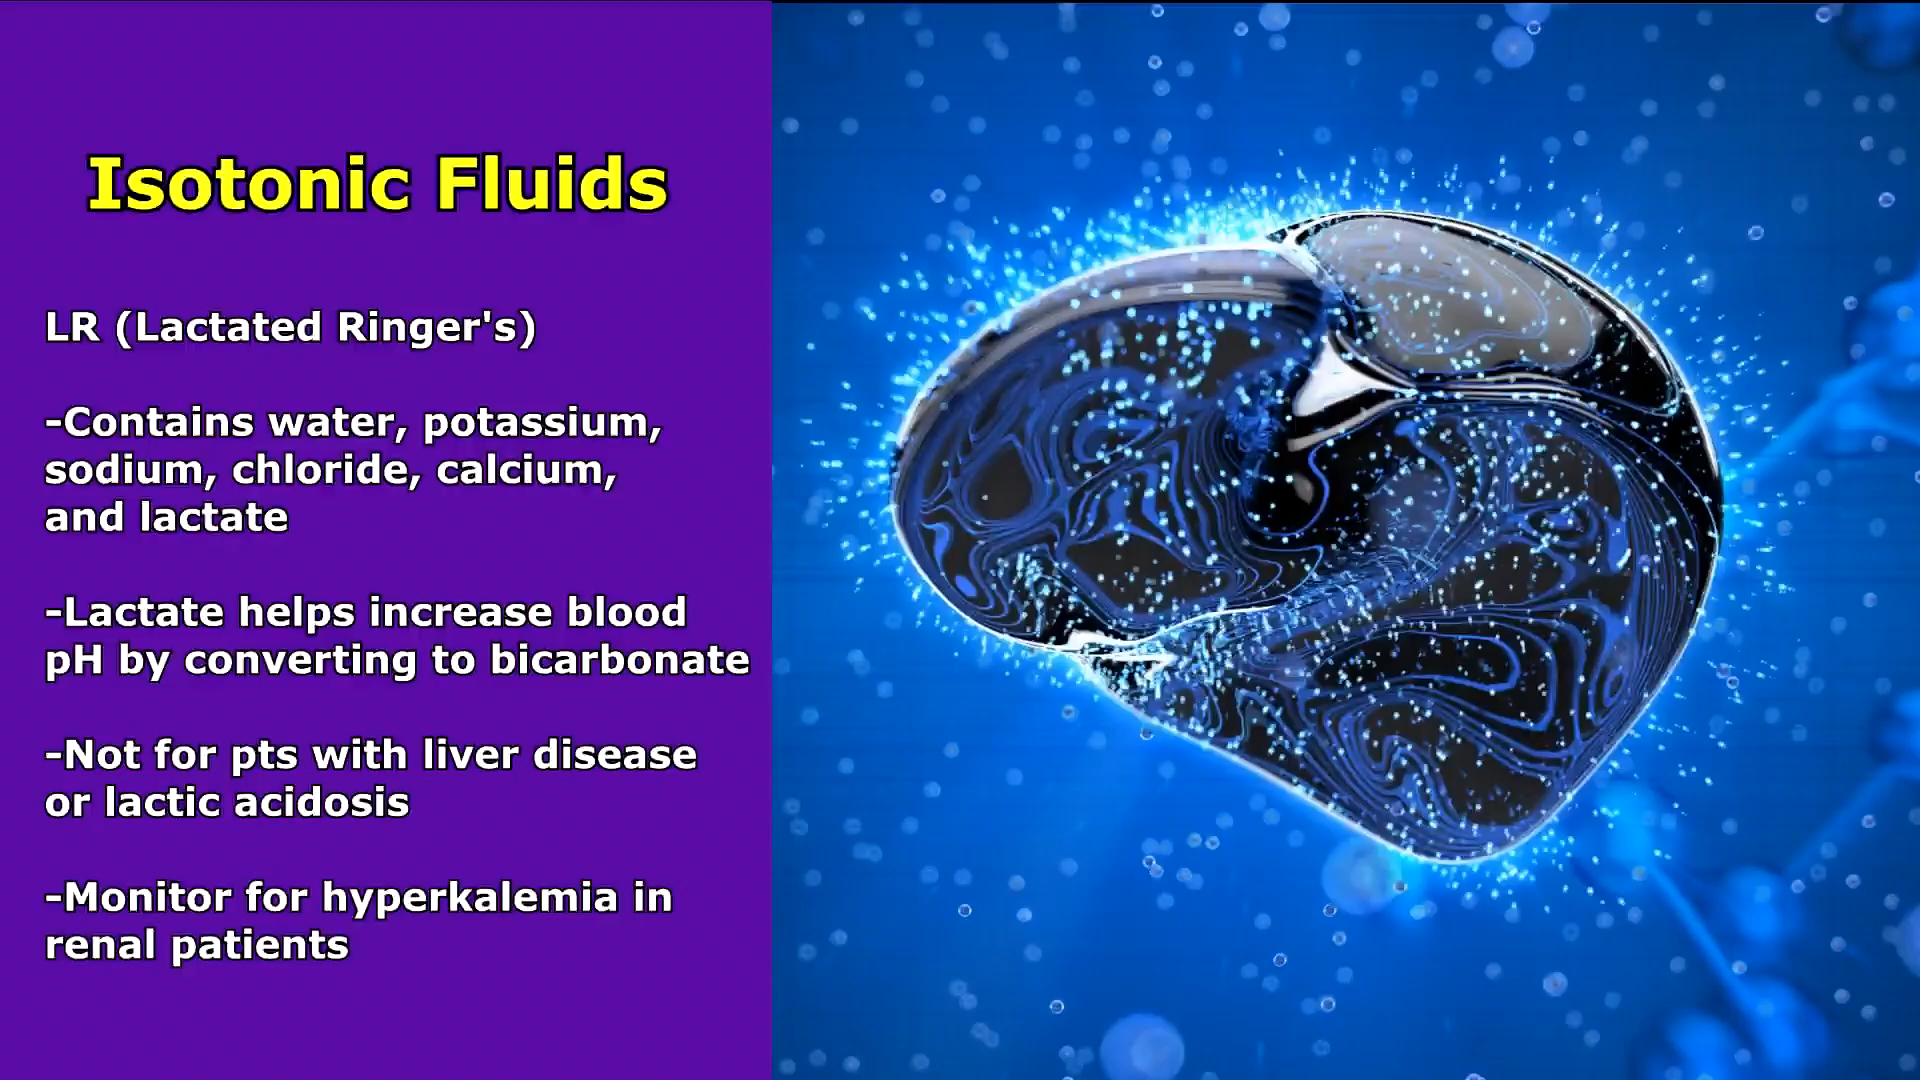 Isotonic Fluids
LR (Lactated Ringer's)
-Contains water, potassium,
sodium, chloride, calcium,
and lactate
-Lactate helps increase blood
pH by converting to bicarbonate
-Not for pts with liver disease
or lactic acidosis
-Monitor for hyperkalemia in
renal patients